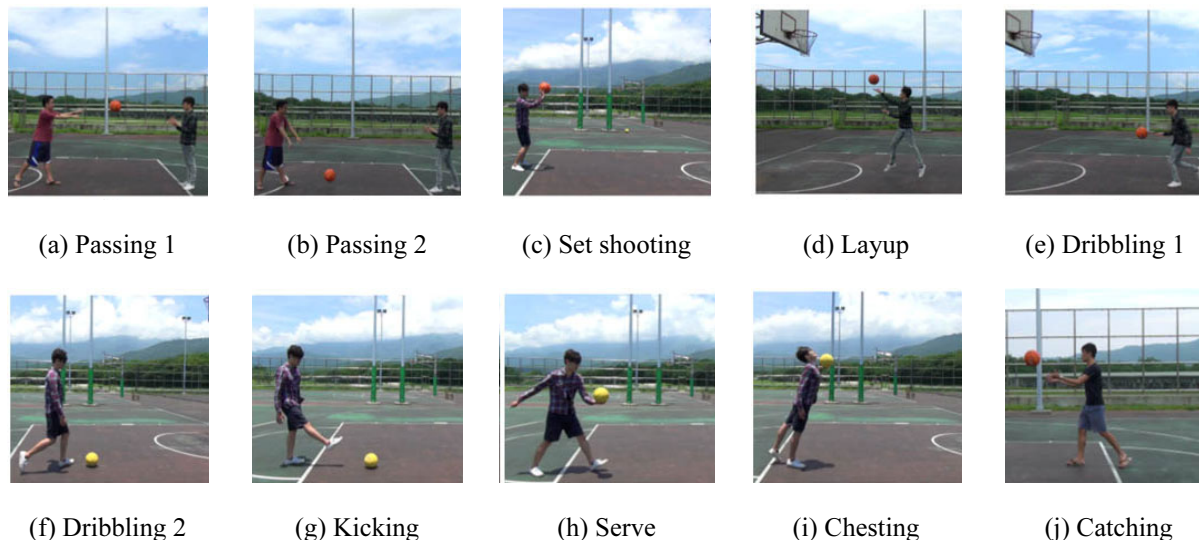 (a) Passing 1
(b) Passing 2
(c) Set shooting
(d) Layup
(e) Dribbling 1
(f) Dribbling 2
(g) Kicking
(h) Serve
(i) Chesting
(j) Catching